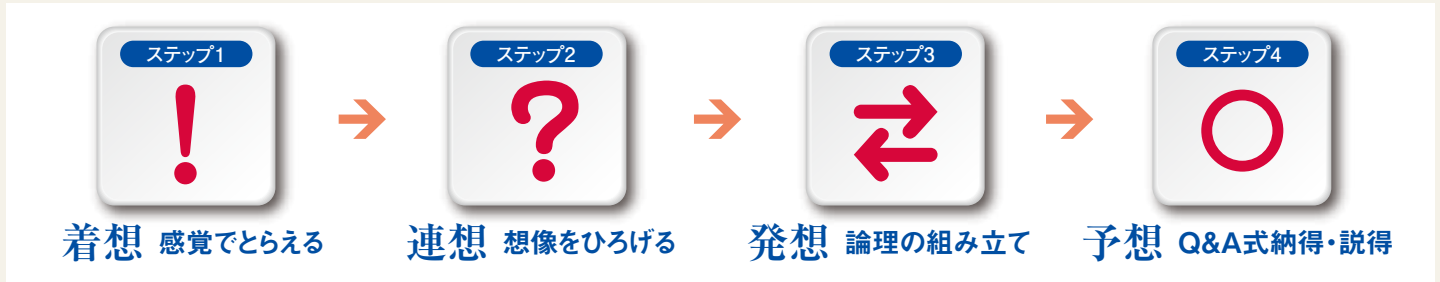 ステップ1
!
着想 感覚でとらえる
ステップ2
?
連想 想像をひろげる
ステップ3
発想 論理の組み立て
ステップ4
予想 Q&A式納得・説得